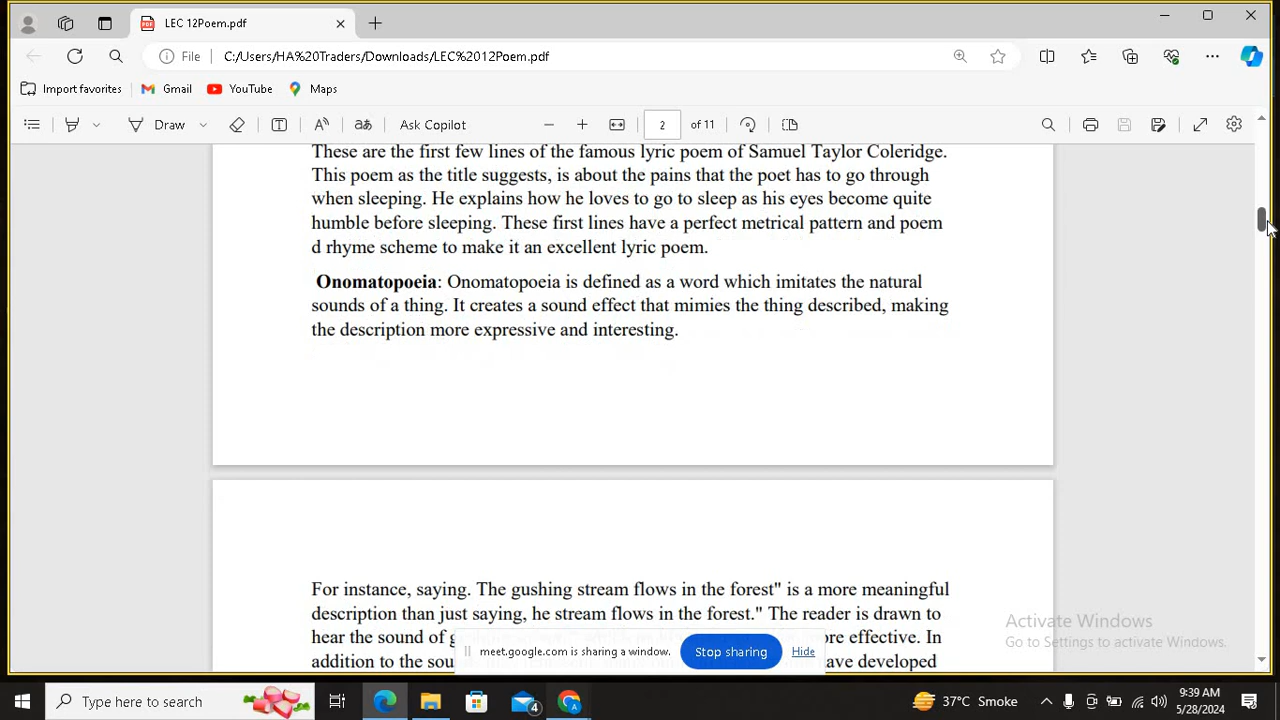 LEC 12Poem.pdf
File C:/Users/HA%20Traders/Downloads/LEC%2012Poem.pdf
Import favorites Gmail YouTube Maps
Draw Ask Copilot 2 of 11
These are the first few lines of the famous lyric poem of Samuel Taylor Coleridge.
This poem as the title suggests, is about the pains that the poet has to go through
when sleeping. He explains how he loves to go to sleep as his eyes become quite
humble before sleeping. These first lines have a perfect metrical pattern and poem
d rhyme scheme to make it an excellent lyric poem.
Onomatopoeia: Onomatopoeia is defined as a word which imitates the natural
sounds of a thing. It creates a sound effect that mimies the thing described, making
the description more expressive and interesting.
For instance, saying. The gushing stream flows in the forest" is a more meaningful
description than just saying, he stream flows in the forest." The reader is drawn to
hear the sound of more effective. In
addition to the have developed
Activate Windows
Go to Settings to activate Windows.
meet.google.com is sharing a window. Stop sharing Hide
Type here to search 4 37°C Smoke 9:39 AM
5/28/2024